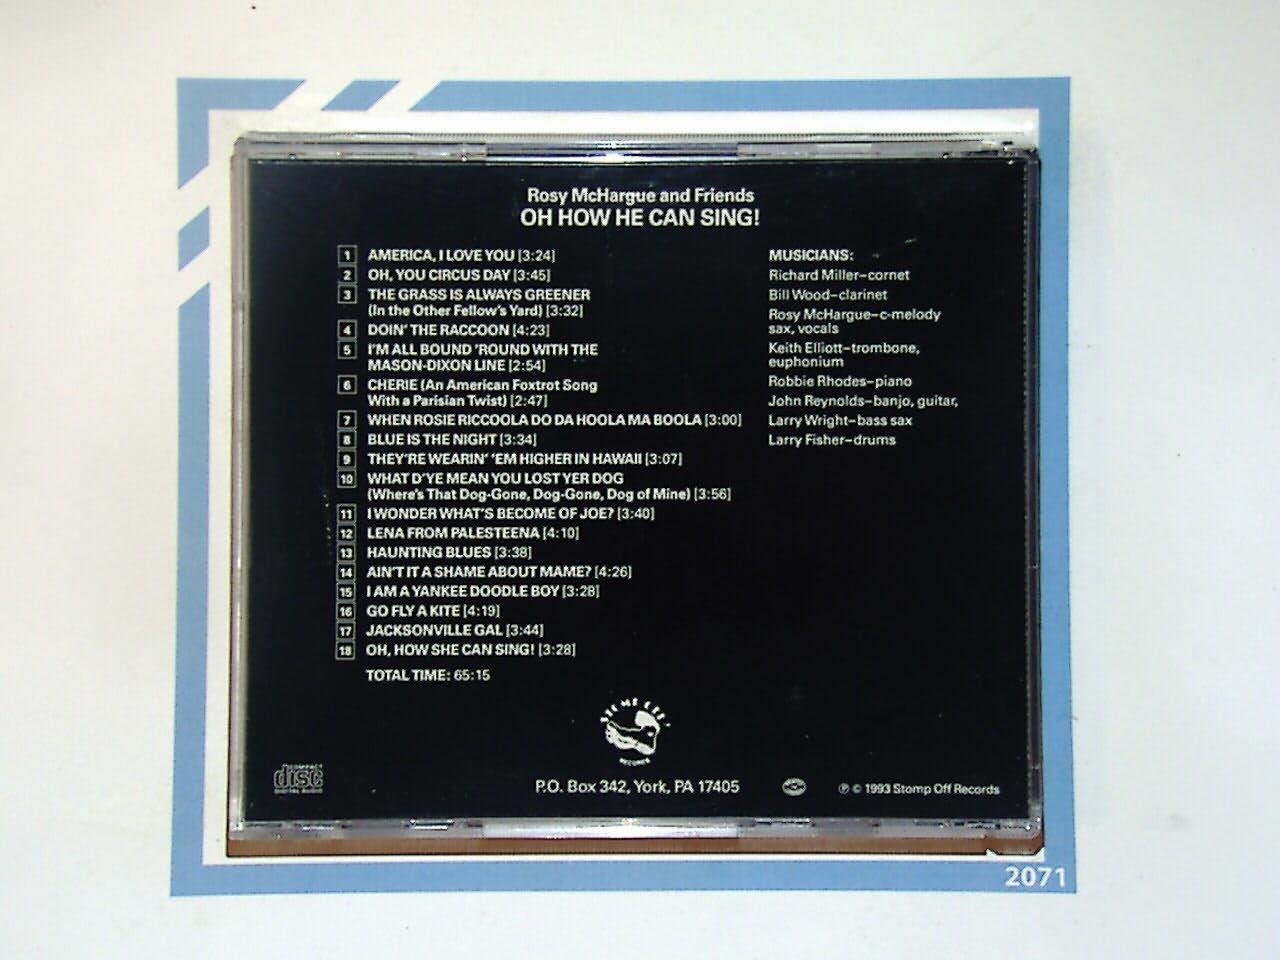 Rosy McHargue and Friends
OH HOW HE CAN SING!
1 AMERICA, I LOVE YOU [3:24]
2 OH, YOU CIRCUS DAY [3:45]
3 THE GRASS IS ALWAYS GREENER
(In the Other Fellow's Yard) [3:32]
4 DOIN' THE RACCOON [4:23]
5 I'M ALL BOUND 'ROUND WITH THE
MASON-DIXON LINE [2:54]
6 CHERIE (An American Foxtrot Song
With a Parisian Twist) [2:47]
7 WHEN ROSIE RICCOOLA DO DA HOOLA MA BOOLA [3:00]
8 BLUE IS THE NIGHT [3:34]
9 THEY'RE WEARIN' 'EM HIGHER IN HAWAII [3:07]
10 WHAT D'YE MEAN YOU LOST YER DOG
(Where's That Dog-Gone, Dog-Gone, Dog of Mine) [3:56]
11 I WONDER WHAT'S BECOME OF JOE? [3:40]
12 LENA FROM PALESTEENA [4:10]
13 HAUNTING BLUES [3:38]
14 AIN'T IT A SHAME ABOUT MAME? [4:26]
15 I AM A YANKEE DOODLE BOY [3:28]
16 GO FLY A KITE [4:19]
17 JACKSONVILLE GAL [3:44]
18 OH, HOW SHE CAN SING! [3:28]
TOTAL TIME: 65:15
MUSICIANS:
Richard Miller–cornet
Bill Wood–clarinet
Rosy McHargue–c-melody
sax, vocals
Keith Elliott–trombone,
euphonium
Robbie Rhodes–piano
John Reynolds–banjo, guitar,
Larry Wright–bass sax
Larry Fisher–drums
STOMP OFF
RECORDS
COMPACT
disc
DIGITAL AUDIO
P.O. Box 342, York, PA 17405
℗ © 1993 Stomp Off Records
2071